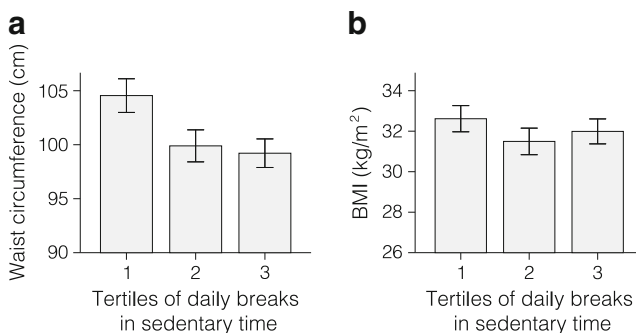 a
Waist circumference (cm)
105
100
95
90
1 2 3
Tertiles of daily breaks
in sedentary time
b
BMI (kg/m²)
34
32
30
28
26
1 2 3
Tertiles of daily breaks
in sedentary time